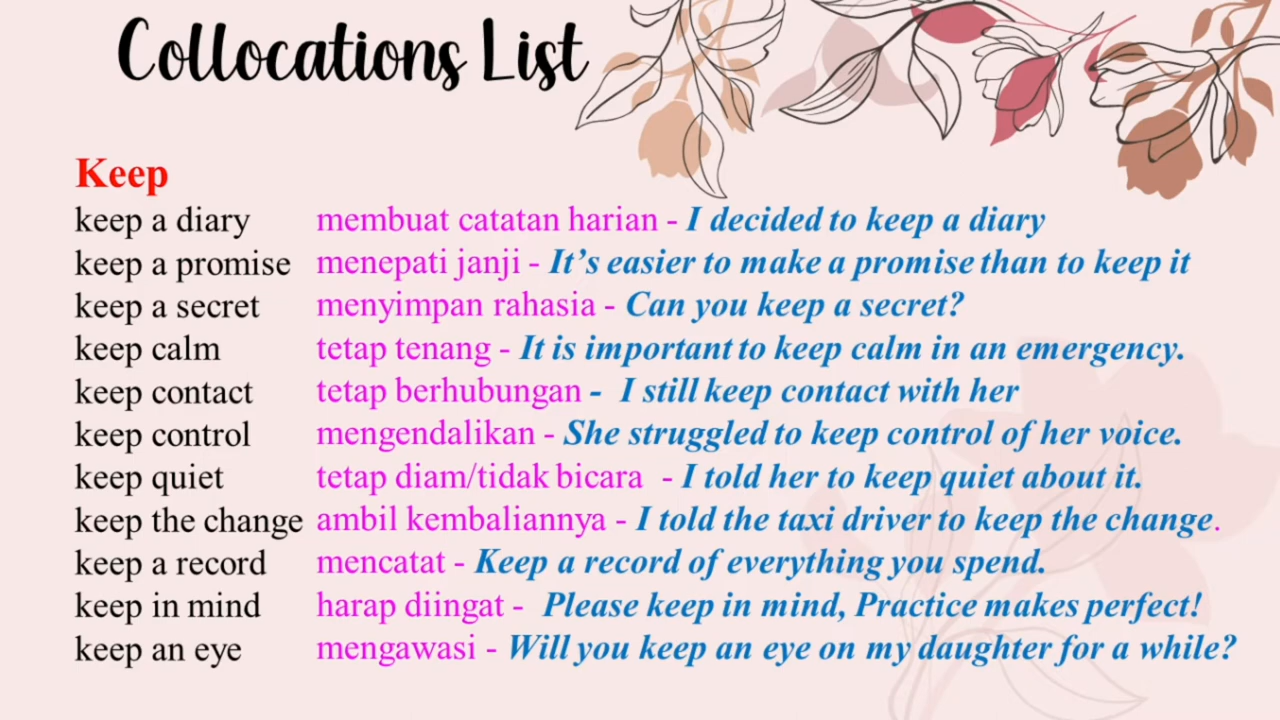 Collocations List
Keep
keep a diary membuat catatan harian - I decided to keep a diary
keep a promise menepati janji - It’s easier to make a promise than to keep it
keep a secret menyimpan rahasia - Can you keep a secret?
keep calm tetap tenang - It is important to keep calm in an emergency.
keep contact tetap berhubungan - I still keep contact with her
keep control mengendalikan - She struggled to keep control of her voice.
keep quiet tetap diam/tidak bicara - I told her to keep quiet about it.
keep the change ambil kembaliannya - I told the taxi driver to keep the change.
keep a record mencatat - Keep a record of everything you spend.
keep in mind harap diingat - Please keep in mind, Practice makes perfect!
keep an eye mengawasi - Will you keep an eye on my daughter for a while?